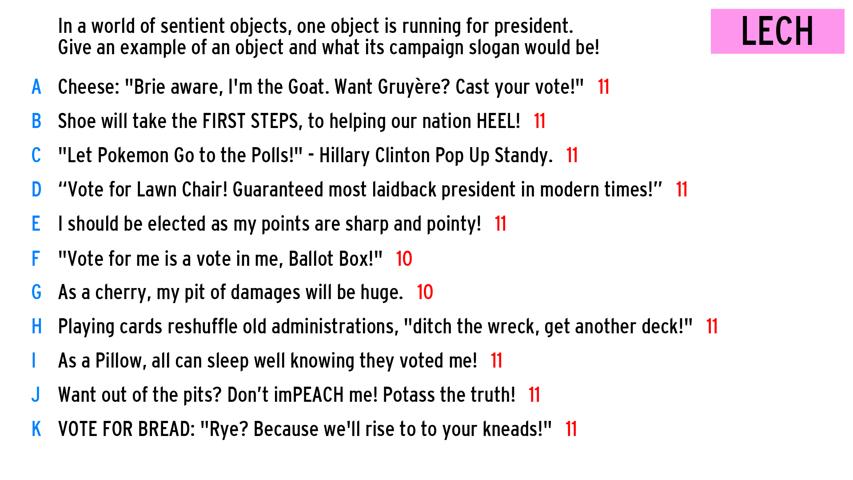 In a world of sentient objects, one object is running for president.
Give an example of an object and what its campaign slogan would be!
LECH
A Cheese: "Brie aware, I'm the Goat. Want Gruyère? Cast your vote!" 11
B Shoe will take the FIRST STEPS, to helping our nation HEEL! 11
C "Let Pokemon Go to the Polls!" - Hillary Clinton Pop Up Standy. 11
D “Vote for Lawn Chair! Guaranteed most laidback president in modern times!” 11
E I should be elected as my points are sharp and pointy! 11
F "Vote for me is a vote in me, Ballot Box!" 10
G As a cherry, my pit of damages will be huge. 10
H Playing cards reshuffle old administrations, "ditch the wreck, get another deck!" 11
I As a Pillow, all can sleep well knowing they voted me! 11
J Want out of the pits? Don’t imPEACH me! Potass the truth! 11
K VOTE FOR BREAD: "Rye? Because we'll rise to to your kneads!" 11